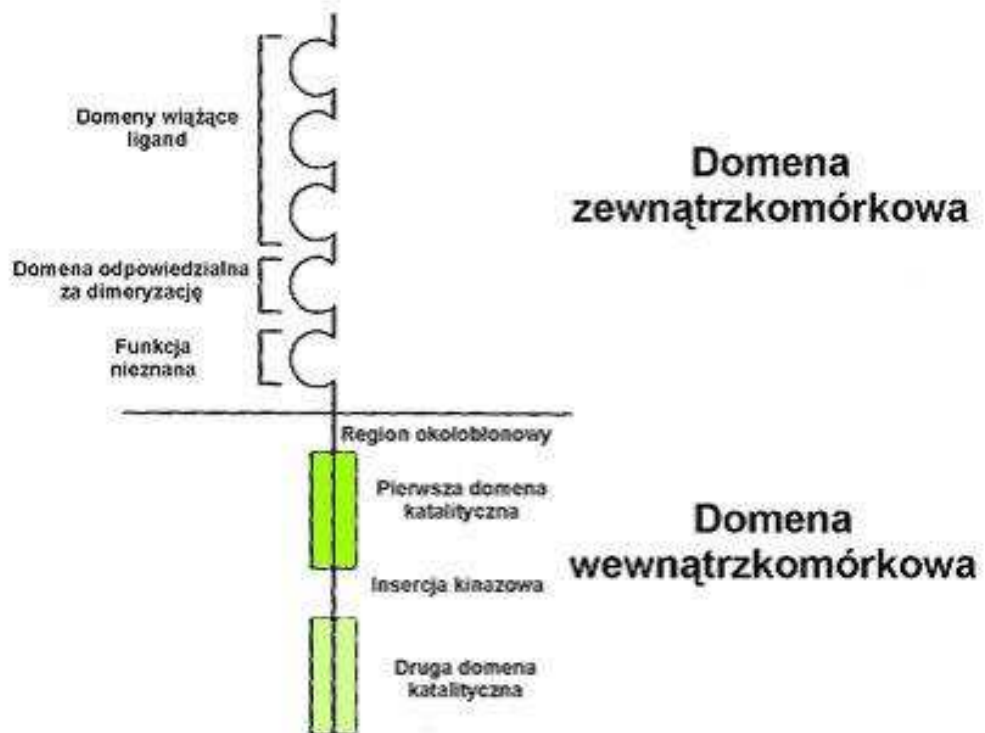 Domeny wiążące
ligand
Domena
zewnątrzkomórkowa
Domena odpowiedzialna
za dimeryzację
Funkcja
nieznana
Region okołobłonowy
Pierwsza domena
katalityczna
Domena
wewnątrzkomórkowa
Insercja kinazowa
Druga domena
katalityczna